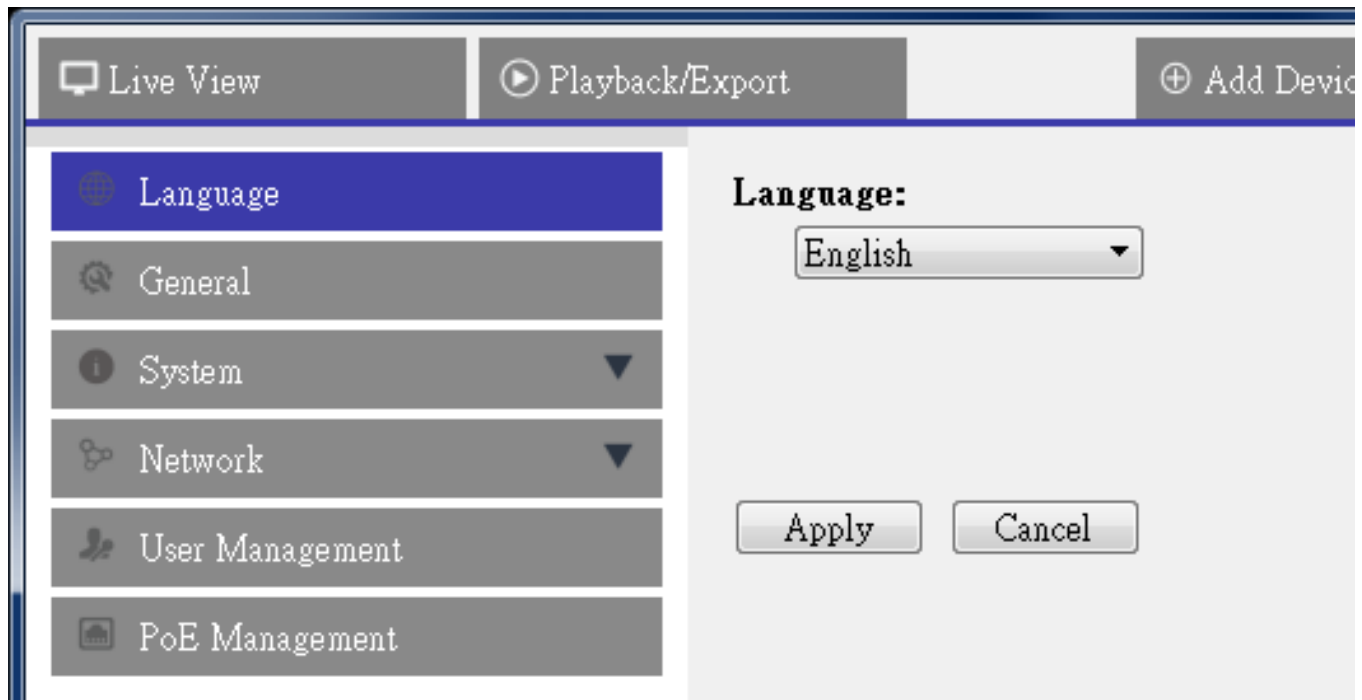 Live View
Playback/Export
Add Devic
Language
General
System
Network
User Management
PoE Management
Language:
English
Apply
Cancel